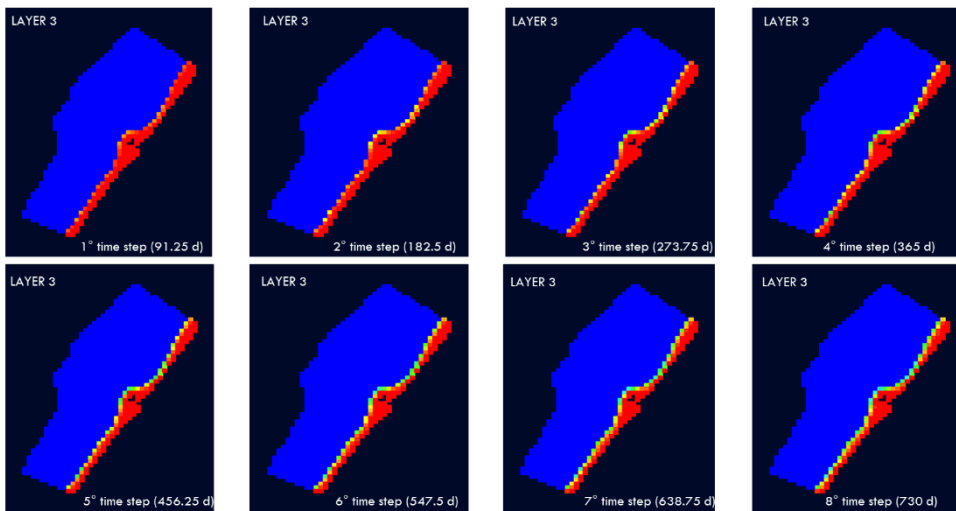 LAYER 3
LAYER 3
LAYER 3
LAYER 3
1° time step (91.25 d)
2° time step (182.5 d)
3° time step (273.75 d)
4° time step (365 d)
LAYER 3
LAYER 3
LAYER 3
LAYER 3
5° time step (456.25 d)
6° time step (547.5 d)
7° time step (638.75 d)
8° time step (730 d)